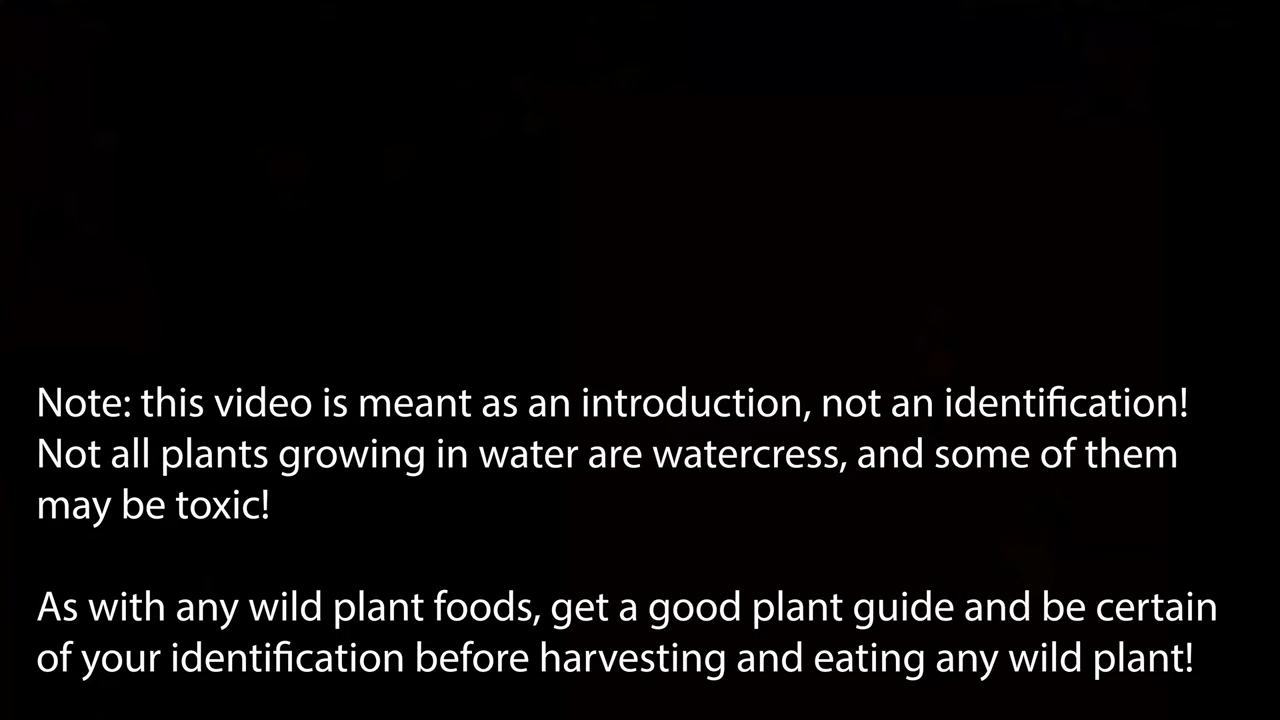 Note: this video is meant as an introduction, not an identification!
Not all plants growing in water are watercress, and some of them
may be toxic!
As with any wild plant foods, get a good plant guide and be certain
of your identification before harvesting and eating any wild plant!